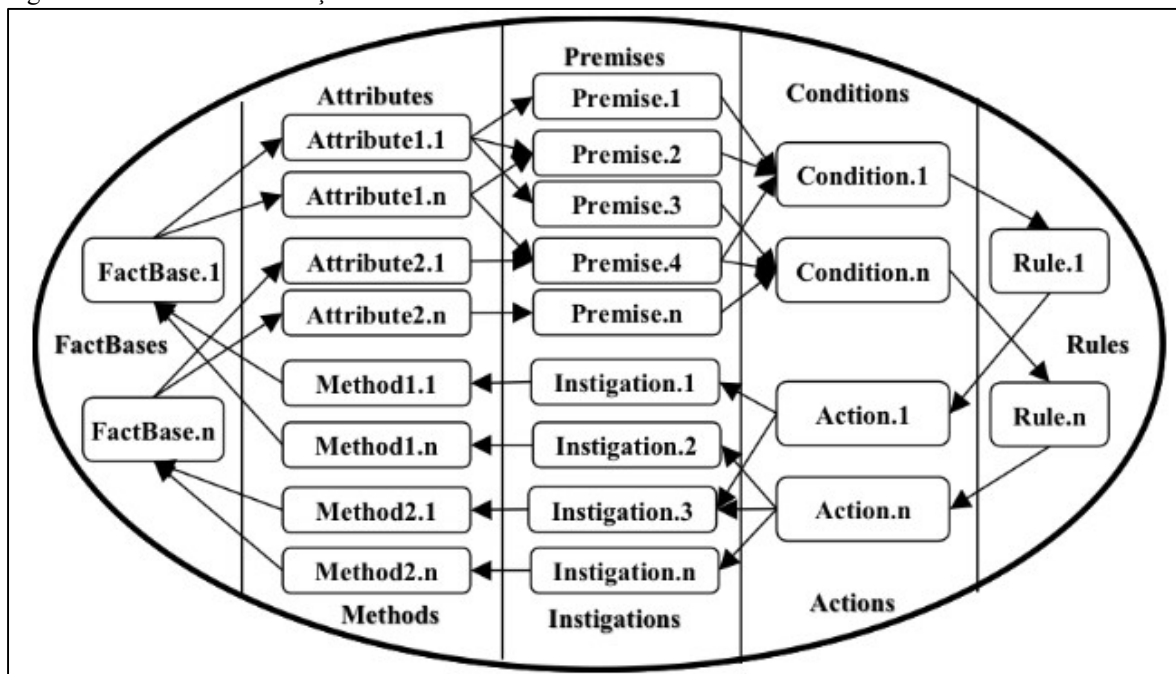 Premises
Attributes
Conditions
Premise.1
Attribute1.1
Premise.2
Condition.1
Attribute1.n
Premise.3
FactBase.1
Attribute2.1
Premise.4
Condition.n
Rule.1
Attribute2.n
Premise.n
FactBases
Rules
Method1.1
Instigation.1
FactBase.n
Action.1
Rule.n
Method1.n
Instigation.2
Method2.1
Instigation.3
Action.n
Method2.n
Instigation.n
Methods
Instigations
Actions